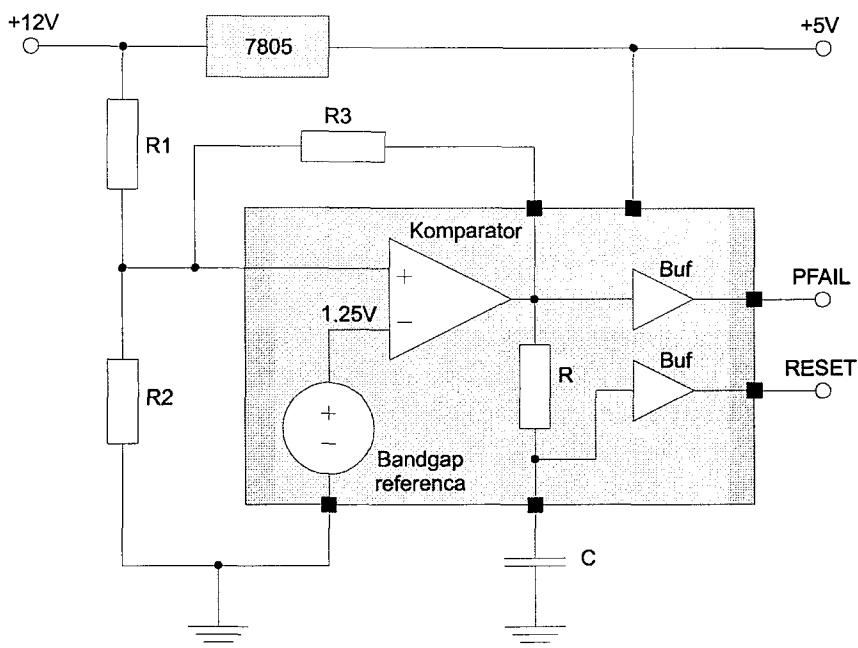 +12V
7805
+5V
R1
R3
Komparator
+
−
1.25V
Buf
PFAIL
Buf
RESET
R
R2
+
−
Bandgap
referenca
C